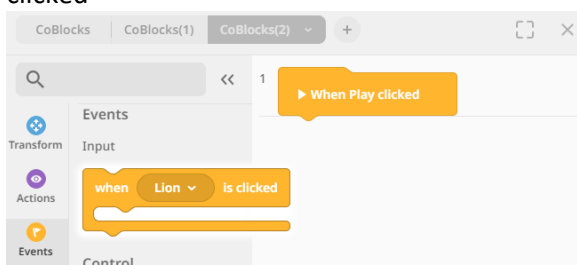 clicked
CoBlocks CoBlocks(1) CoBlocks(2) +
1
When Play clicked
Events
Input
Transform
when Lion is clicked
Actions
Events
Control